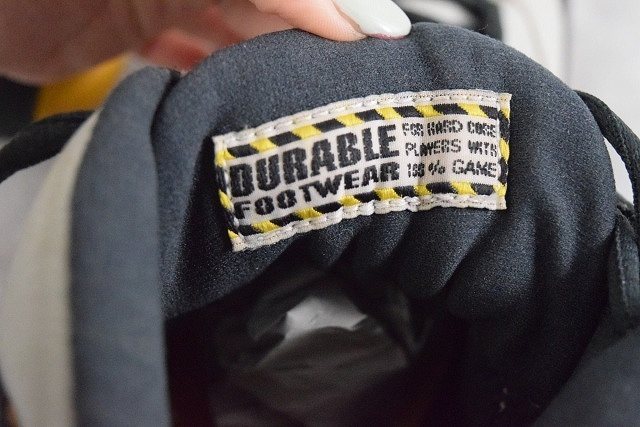 DURABLE
FOOTWEAR
FOR HARD CORE
PLAYERS WITH
100% GAME